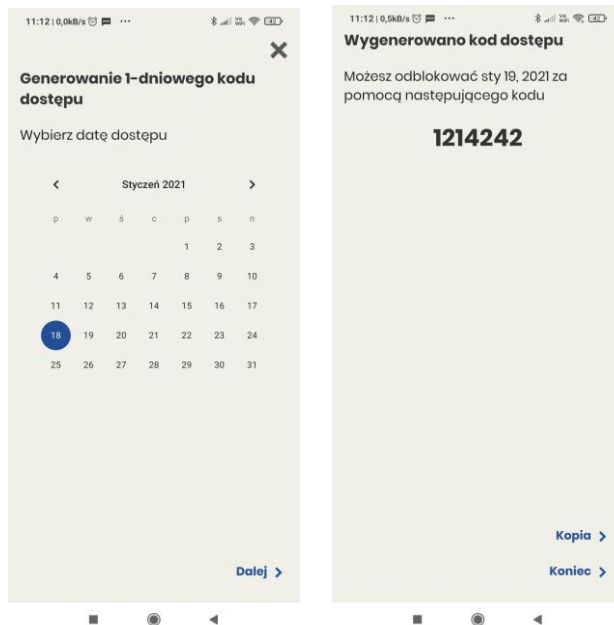 11:12 | 0,0kB/s ... 42
Generowanie 1-dniowego kodu
dostępu
Wybierz datę dostępu
Styczeń 2021
p w ś c p s n
1 2 3
4 5 6 7 8 9 10
11 12 13 14 15 16 17
18 19 20 21 22 23 24
25 26 27 28 29 30 31
Dalej
11:12 | 0,5kB/s ... 42
Wygenerowano kod dostępu
Możesz odblokować sty 19, 2021 za
pomocą następującego kodu
1214242
Kopia
Koniec